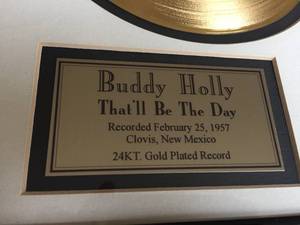 Buddy Holly
That'll Be The Day
Recorded February 25, 1957
Clovis, New Mexico
24KT. Gold Plated Record